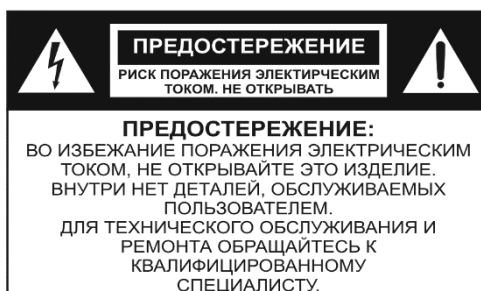 ПРЕДОСТЕРЕЖЕНИЕ
РИСК ПОРАЖЕНИЯ ЭЛЕКТИРЧЕСКИМ
ТОКОМ. НЕ ОТКРЫВАТЬ
ПРЕДОСТЕРЕЖЕНИЕ:
ВО ИЗБЕЖАНИЕ ПОРАЖЕНИЯ ЭЛЕКТРИЧЕСКИМ
ТОКОМ, НЕ ОТКРЫВАЙТЕ ЭТО ИЗДЕЛИЕ.
ВНУТРИ НЕТ ДЕТАЛЕЙ, ОБСЛУЖИВАЕМЫХ
ПОЛЬЗОВАТЕЛЕМ.
ДЛЯ ТЕХНИЧЕСКОГО ОБСЛУЖИВАНИЯ И
РЕМОНТА ОБРАЩАЙТЕСЬ К
КВАЛИФИЦИРОВАННОМУ
СПЕЦИАЛИСТУ.